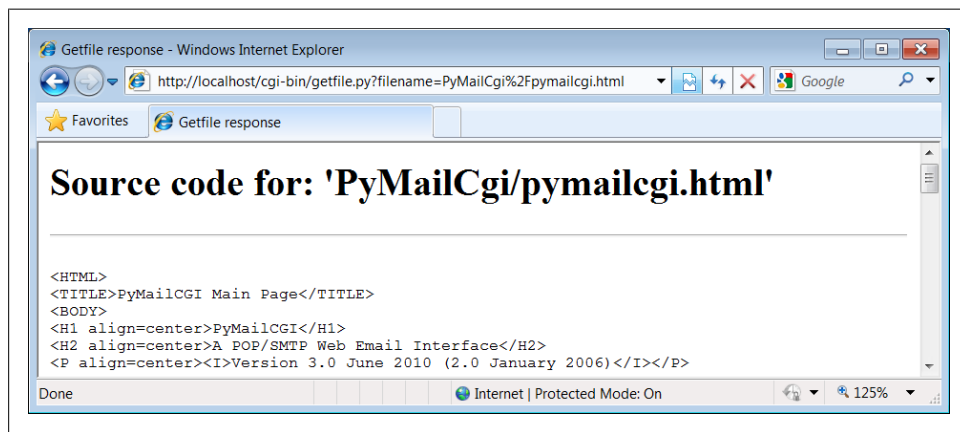 Getfile response - Windows Internet Explorer
http://localhost/cgi-bin/getfile.py?filename=PyMailCgi%2Fpymailcgi.html
Google
Favorites
Getfile response
Source code for: 'PyMailCgi/pymailcgi.html'
<HTML>
<TITLE>PyMailCGI Main Page</TITLE>
<BODY>
<H1 align=center>PyMailCGI</H1>
<H2 align=center>A POP/SMTP Web Email Interface</H2>
<P align=center><I>Version 3.0 June 2010 (2.0 January 2006)</I></P>
Done
Internet | Protected Mode: On
125%